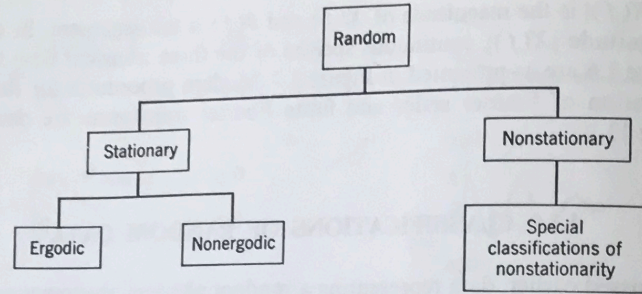 Random
Stationary
Nonstationary
Ergodic
Nonergodic
Special
classifications of
nonstationarity